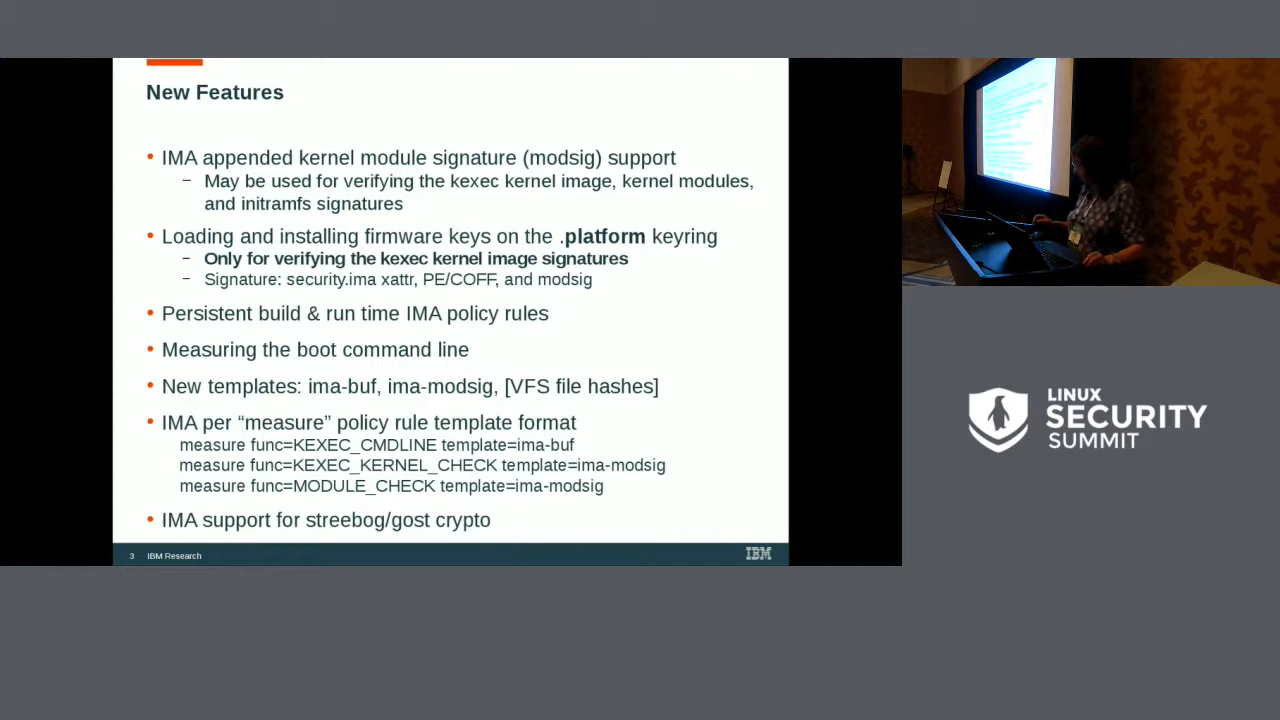 New Features
• IMA appended kernel module signature (modsig) support
– May be used for verifying the kexec kernel image, kernel modules,
and initramfs signatures
• Loading and installing firmware keys on the .platform keyring
– Only for verifying the kexec kernel image signatures
– Signature: security.ima xattr, PE/COFF, and modsig
• Persistent build & run time IMA policy rules
• Measuring the boot command line
• New templates: ima-buf, ima-modsig, [VFS file hashes]
• IMA per “measure” policy rule template format
measure func=KEXEC_CMDLINE template=ima-buf
measure func=KEXEC_KERNEL_CHECK template=ima-modsig
measure func=MODULE_CHECK template=ima-modsig
• IMA support for streebog/gost crypto
3 IBM Research
IBM
LINUX
SECURITY
SUMMIT